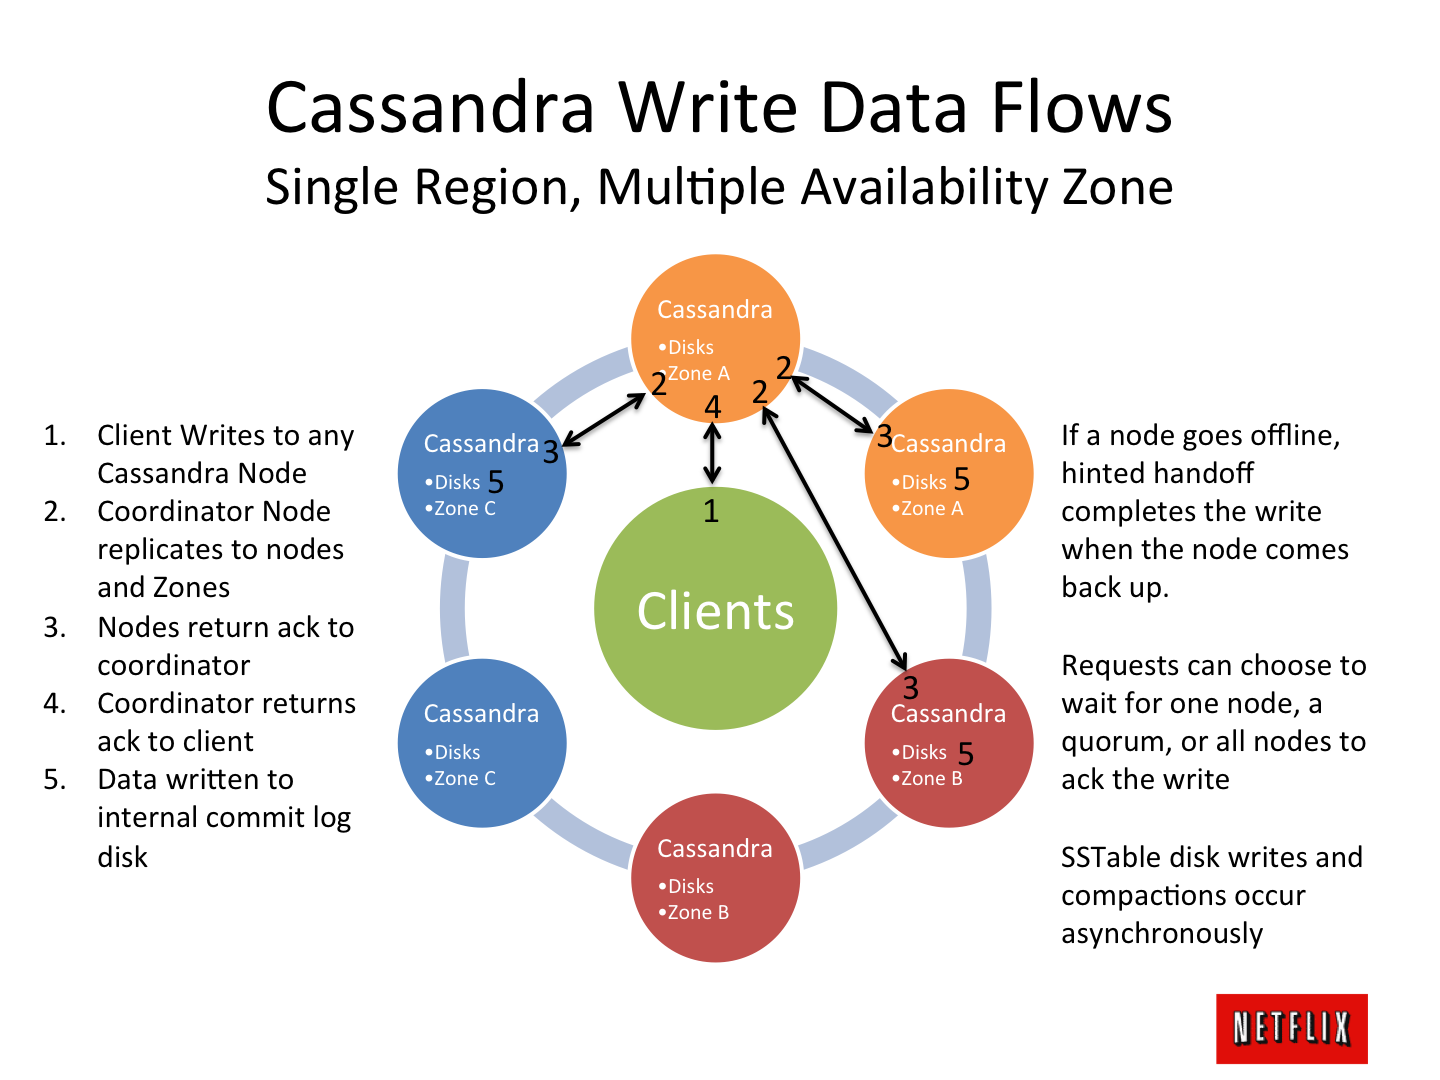 Cassandra Write Data Flows
Single Region, Multiple Availability Zone
1. Client Writes to any
Cassandra Node
2. Coordinator Node
replicates to nodes
and Zones
3. Nodes return ack to
coordinator
4. Coordinator returns
ack to client
5. Data written to
internal commit log
disk
Cassandra
•Disks
•Zone A
2
2
2
4
Cassandra
3
•Disks
5
•Zone C
3
Cassandra
•Disks
5
•Zone A
1
Clients
Cassandra
•Disks
•Zone C
3
Cassandra
•Disks
5
•Zone B
Cassandra
•Disks
•Zone B
If a node goes offline,
hinted handoff
completes the write
when the node comes
back up.
Requests can choose to
wait for one node, a
quorum, or all nodes to
ack the write
SSTable disk writes and
compactions occur
asynchronously
NETFLIX